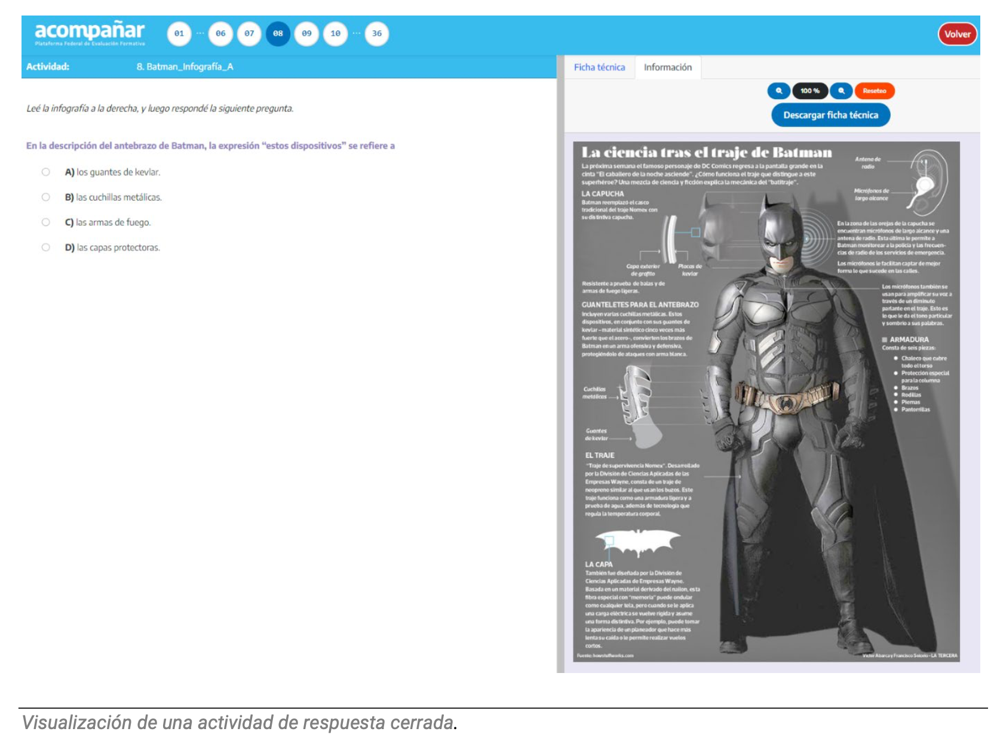 acompañar
Plataforma Federal de Evaluación Formativa
01 ··· 06 07 08 09 10 ··· 36
Volver
Actividad: 8. Batman_Infografía_A
Leé la infografía a la derecha, y luego respondé la siguiente pregunta.
En la descripción del antebrazo de Batman, la expresión “estos dispositivos” se refiere a
A) los guantes de kevlar.
B) las cuchillas metálicas.
C) las armas de fuego.
D) las capas protectoras.
Ficha técnica Información
100 % Reseteo
Descargar ficha técnica
La ciencia tras el traje de Batman
La próxima semana el famoso personaje de DC Comics regresa a la pantalla grande en la
cinta "El caballero de la noche asciende". ¿Cómo funciona el traje que distingue a este
superhéroe? Una mezcla de ciencia y ficción explica la mecánica del "batitraje".
Antena de
radio
Micrófonos de
largo alcance
LA CAPUCHA
Batman reemplazó el casco
tradicional del traje Nomex con
su distintiva capucha.
Capa exterior
de grafito
Placas de
kevlar
Resistente a prueba de balas y de
armas de fuego ligeras.
En la zona de las orejas de la capucha se
encuentran micrófonos de largo alcance y una
antena de radio. Esta última le permite a
Batman monitorear a la policía y las frecuen-
cias de radio de los servicios de emergencia.
Los micrófonos le facilitan captar de mejor
forma lo que sucede en las calles.
Los micrófonos también se
usan para amplificar su voz a
través de un diminuto
parlante en el traje. Esto es
lo que le da el tono particular
y sombrío a sus palabras.
GUANTELETES PARA EL ANTEBRAZO
Incluyen varias cuchillas metálicas. Estos
dispositivos, en conjunto con sus guantes de
kevlar –material sintético cinco veces más
fuerte que el acero–, convierten los brazos de
Batman en un arma ofensiva y defensiva,
protegiéndolo de ataques con arma blanca.
Cuchillas
metálicas
Guantes
de kevlar
ARMADURA
Consta de seis piezas:
● Chaleco que cubre
todo el torso
● Protección especial
para la columna
● Brazos
● Rodillas
● Piernas
● Pantorrillas
EL TRAJE
"Traje de supervivencia Nomex". Desarrollado
por la División de Ciencias Aplicadas de las
Empresas Wayne, consta de un traje de
neopreno similar al que usan los buzos. Este
traje funciona como una armadura ligera y a
prueba de agua, además de tecnología que
regula la temperatura corporal.
LA CAPA
También fue diseñada por la División de
Ciencias Aplicadas de Empresas Wayne.
Basada en un material derivado del nailon, esta
fibra especial con "memoria" puede ondular
como cualquier tela, pero cuando se le aplica
una carga eléctrica se vuelve rígida y asume
una forma distintiva. Por ejemplo, puede tomar
la apariencia de un planeador que hace más
lenta su caída o le permite realizar vuelos
cortos.
Fuente: howstuffworks.com
Víctor Abarca y Francisco Solorio - LA TERCERA
Visualización de una actividad de respuesta cerrada.